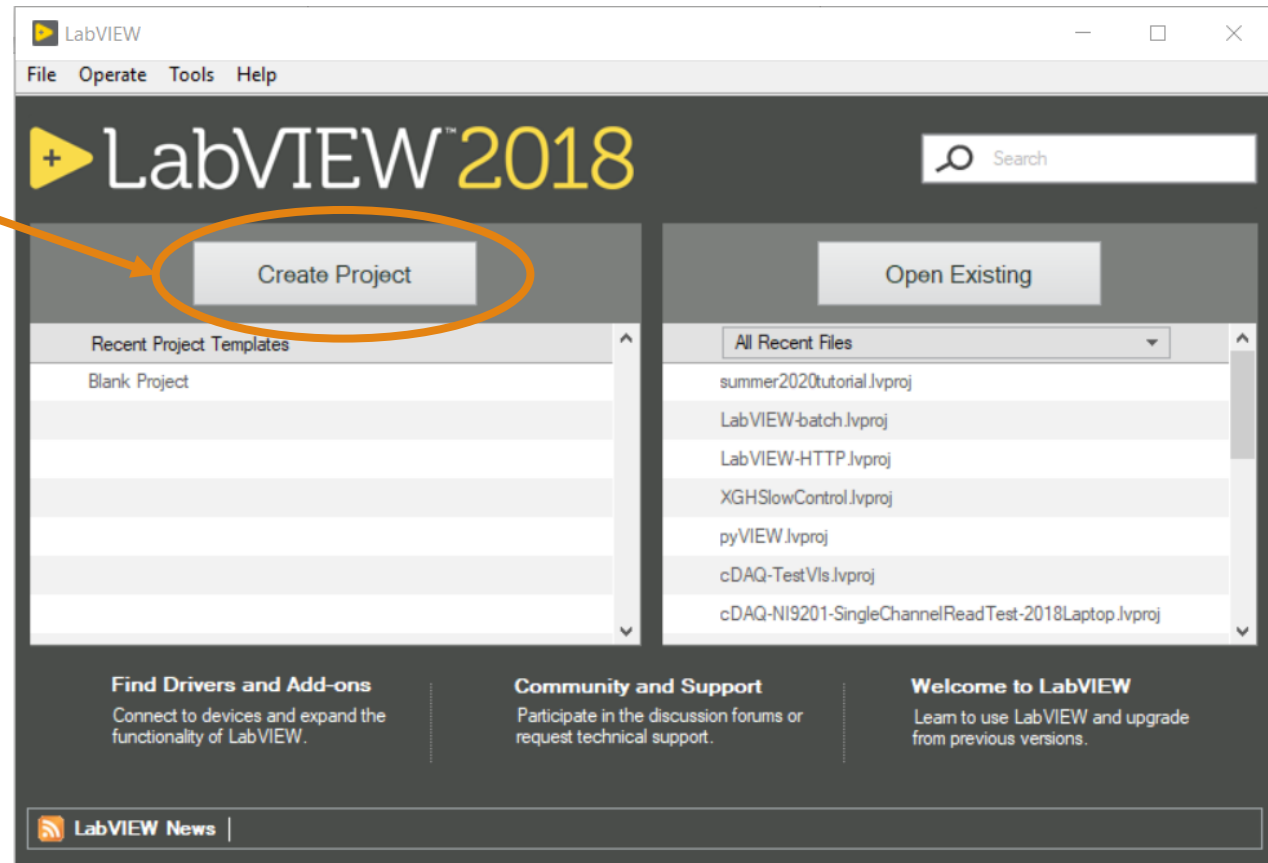 LabVIEW
File Operate Tools Help
LabVIEW™2018
Search
Create Project
Open Existing
Recent Project Templates
Blank Project
All Recent Files
summer2020tutorial.lvproj
LabVIEW-batch.lvproj
LabVIEW-HTTP.lvproj
XGHSlowControl.lvproj
pyVIEW.lvproj
cDAQ-TestVIs.lvproj
cDAQ-NI9201-SingleChannelReadTest-2018Laptop.lvproj
Find Drivers and Add-ons
Connect to devices and expand the
functionality of LabVIEW.
Community and Support
Participate in the discussion forums or
request technical support.
Welcome to LabVIEW
Learn to use LabVIEW and upgrade
from previous versions.
LabVIEW News